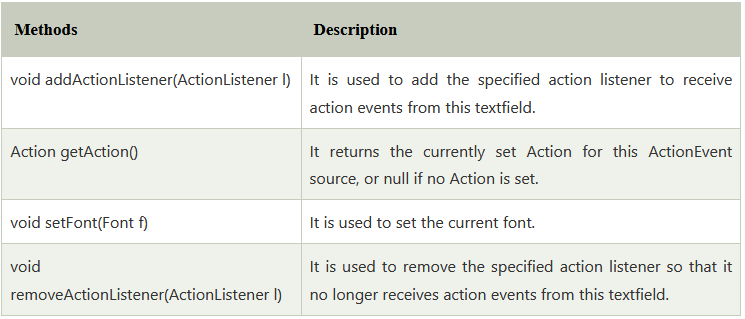 Methods Description
void addActionListener(ActionListener l) It is used to add the specified action listener to receive
action events from this textfield.
Action getAction() It returns the currently set Action for this ActionEvent
source, or null if no Action is set.
void setFont(Font f) It is used to set the current font.
void It is used to remove the specified action listener so that it
removeActionListener(ActionListener l) no longer receives action events from this textfield.